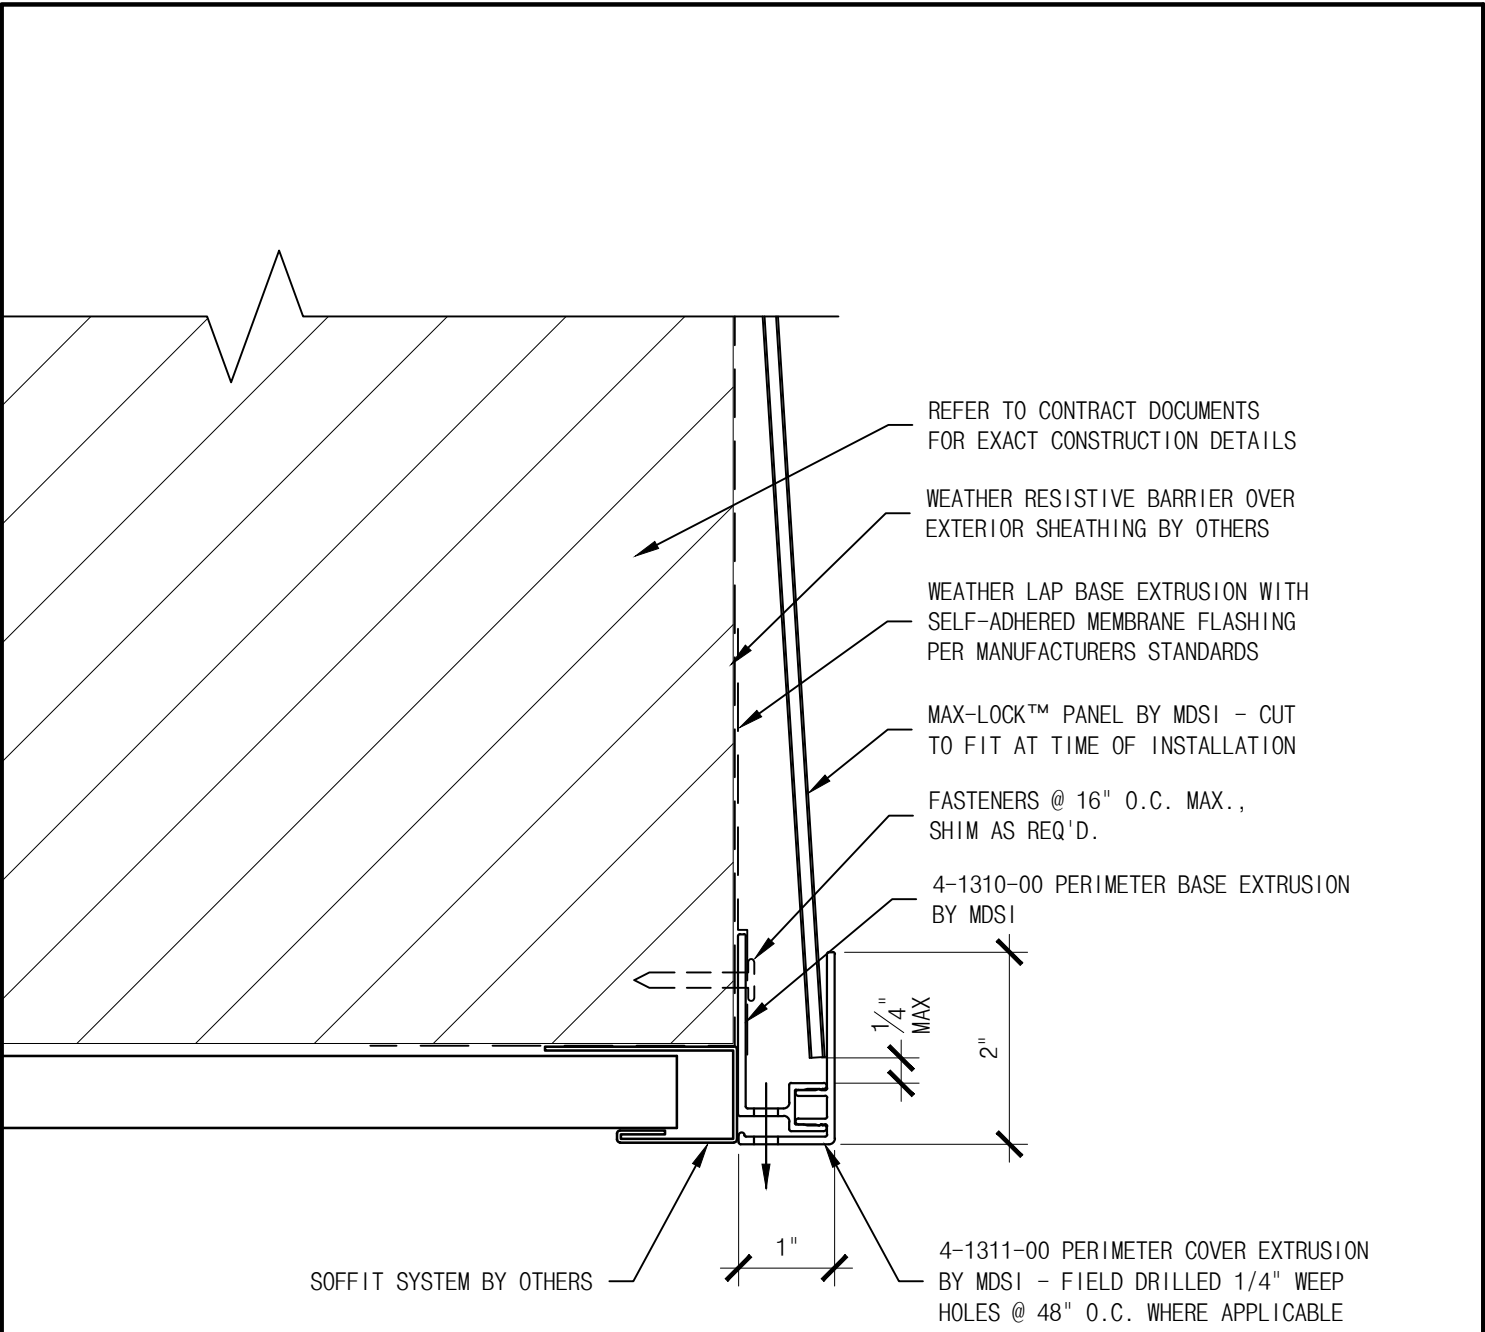 REFER TO CONTRACT DOCUMENTS
FOR EXACT CONSTRUCTION DETAILS
WEATHER RESISTIVE BARRIER OVER
EXTERIOR SHEATHING BY OTHERS
WEATHER LAP BASE EXTRUSION WITH
SELF-ADHERED MEMBRANE FLASHING
PER MANUFACTURERS STANDARDS
MAX-LOCK™ PANEL BY MDSI - CUT
TO FIT AT TIME OF INSTALLATION
FASTENERS @ 16" O.C. MAX.,
SHIM AS REQ'D.
4-1310-00 PERIMETER BASE EXTRUSION
BY MDSI
1/4"
MAX
2"
1"
SOFFIT SYSTEM BY OTHERS
4-1311-00 PERIMETER COVER EXTRUSION
BY MDSI - FIELD DRILLED 1/4" WEEP
HOLES @ 48" O.C. WHERE APPLICABLE